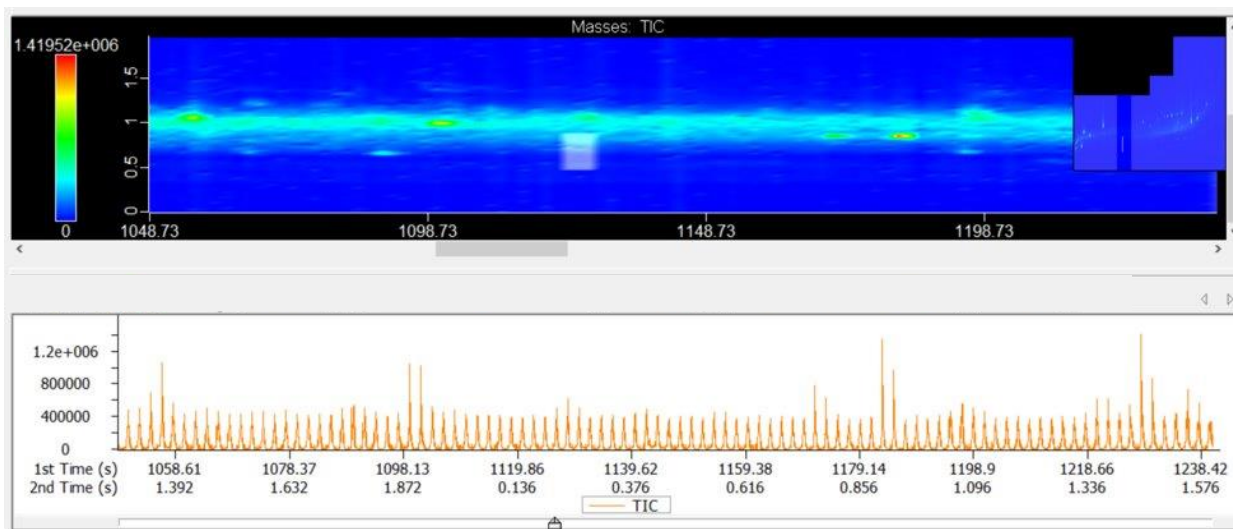 Masses: TIC
1.41952e+006
1.5
1
0.5
0
0
1048.73 1098.73 1148.73 1198.73
1.2e+006
800000
400000
0
1st Time (s) 1058.61 1078.37 1098.13 1119.86 1139.62 1159.38 1179.14 1198.9 1218.66 1238.42
2nd Time (s) 1.392 1.632 1.872 0.136 0.376 0.616 0.856 1.096 1.336 1.576
TIC